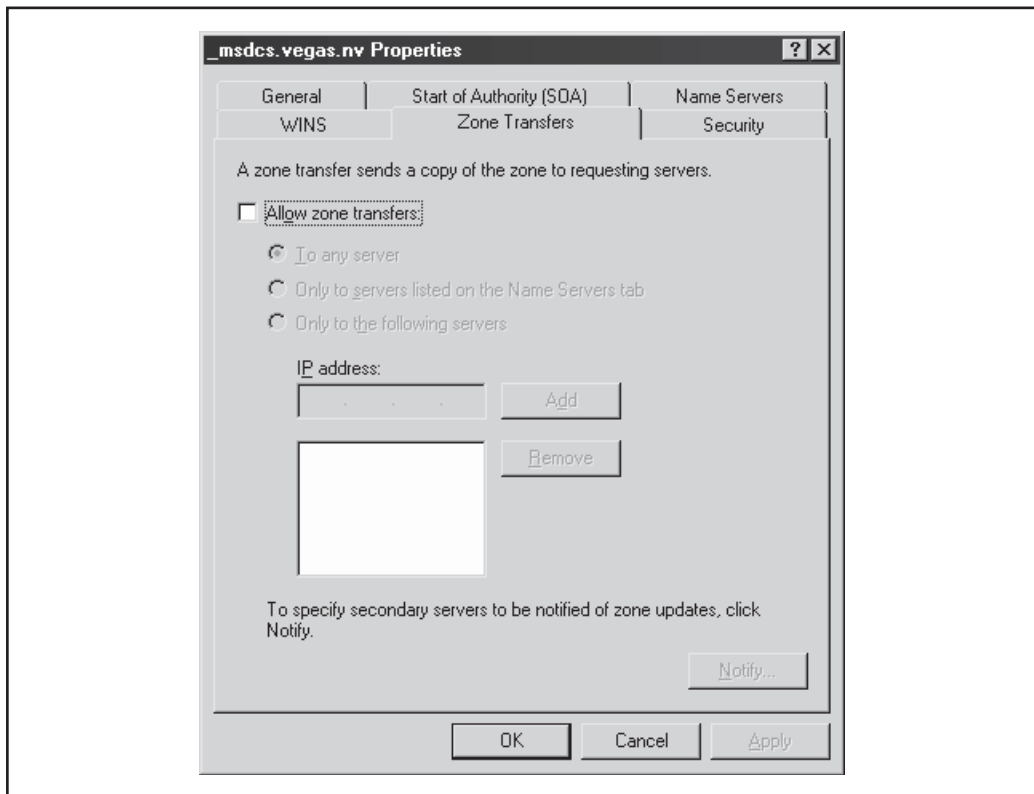 _msdcs.vegas.nv Properties
General
Start of Authority (SOA)
Name Servers
WINS
Zone Transfers
Security
A zone transfer sends a copy of the zone to requesting servers.
Allow zone transfers:
To any server
Only to servers listed on the Name Servers tab
Only to the following servers
IP address:
Add
Remove
To specify secondary servers to be notified of zone updates, click
Notify.
Notify...
OK
Cancel
Apply